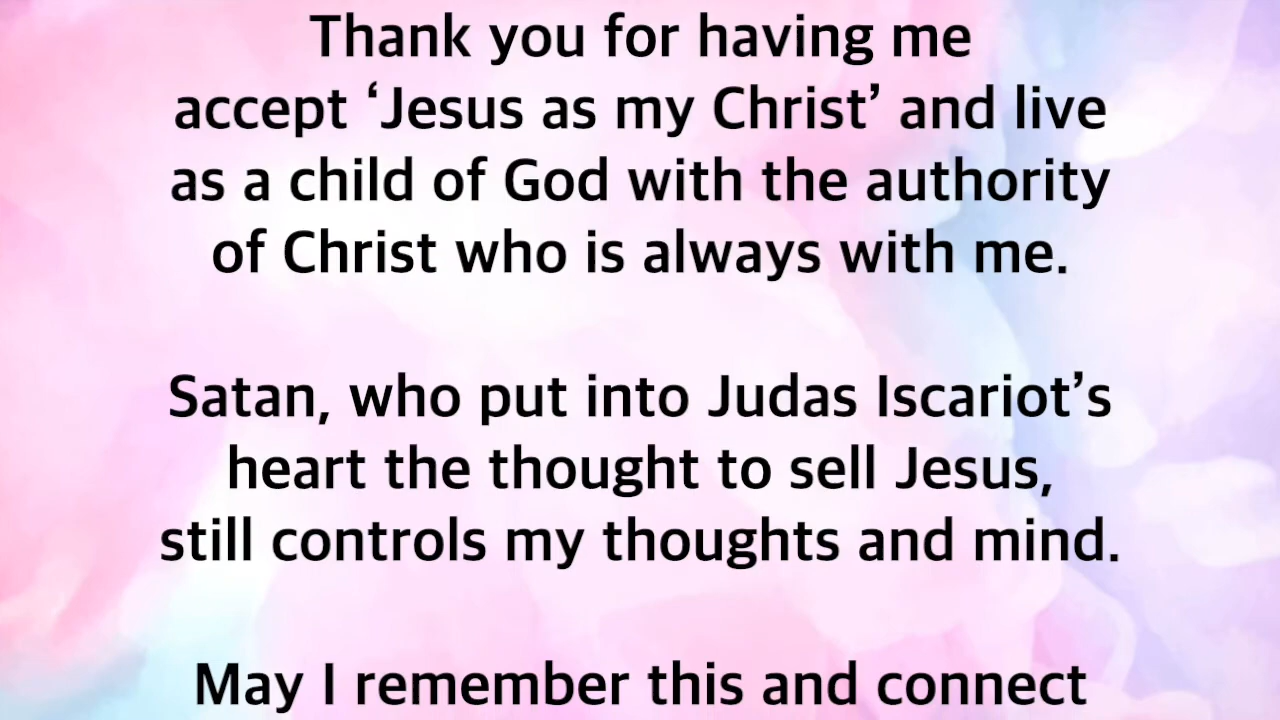 Thank you for having me
accept ‘Jesus as my Christ’ and live
as a child of God with the authority
of Christ who is always with me.
Satan, who put into Judas Iscariot’s
heart the thought to sell Jesus,
still controls my thoughts and mind.
May I remember this and connect